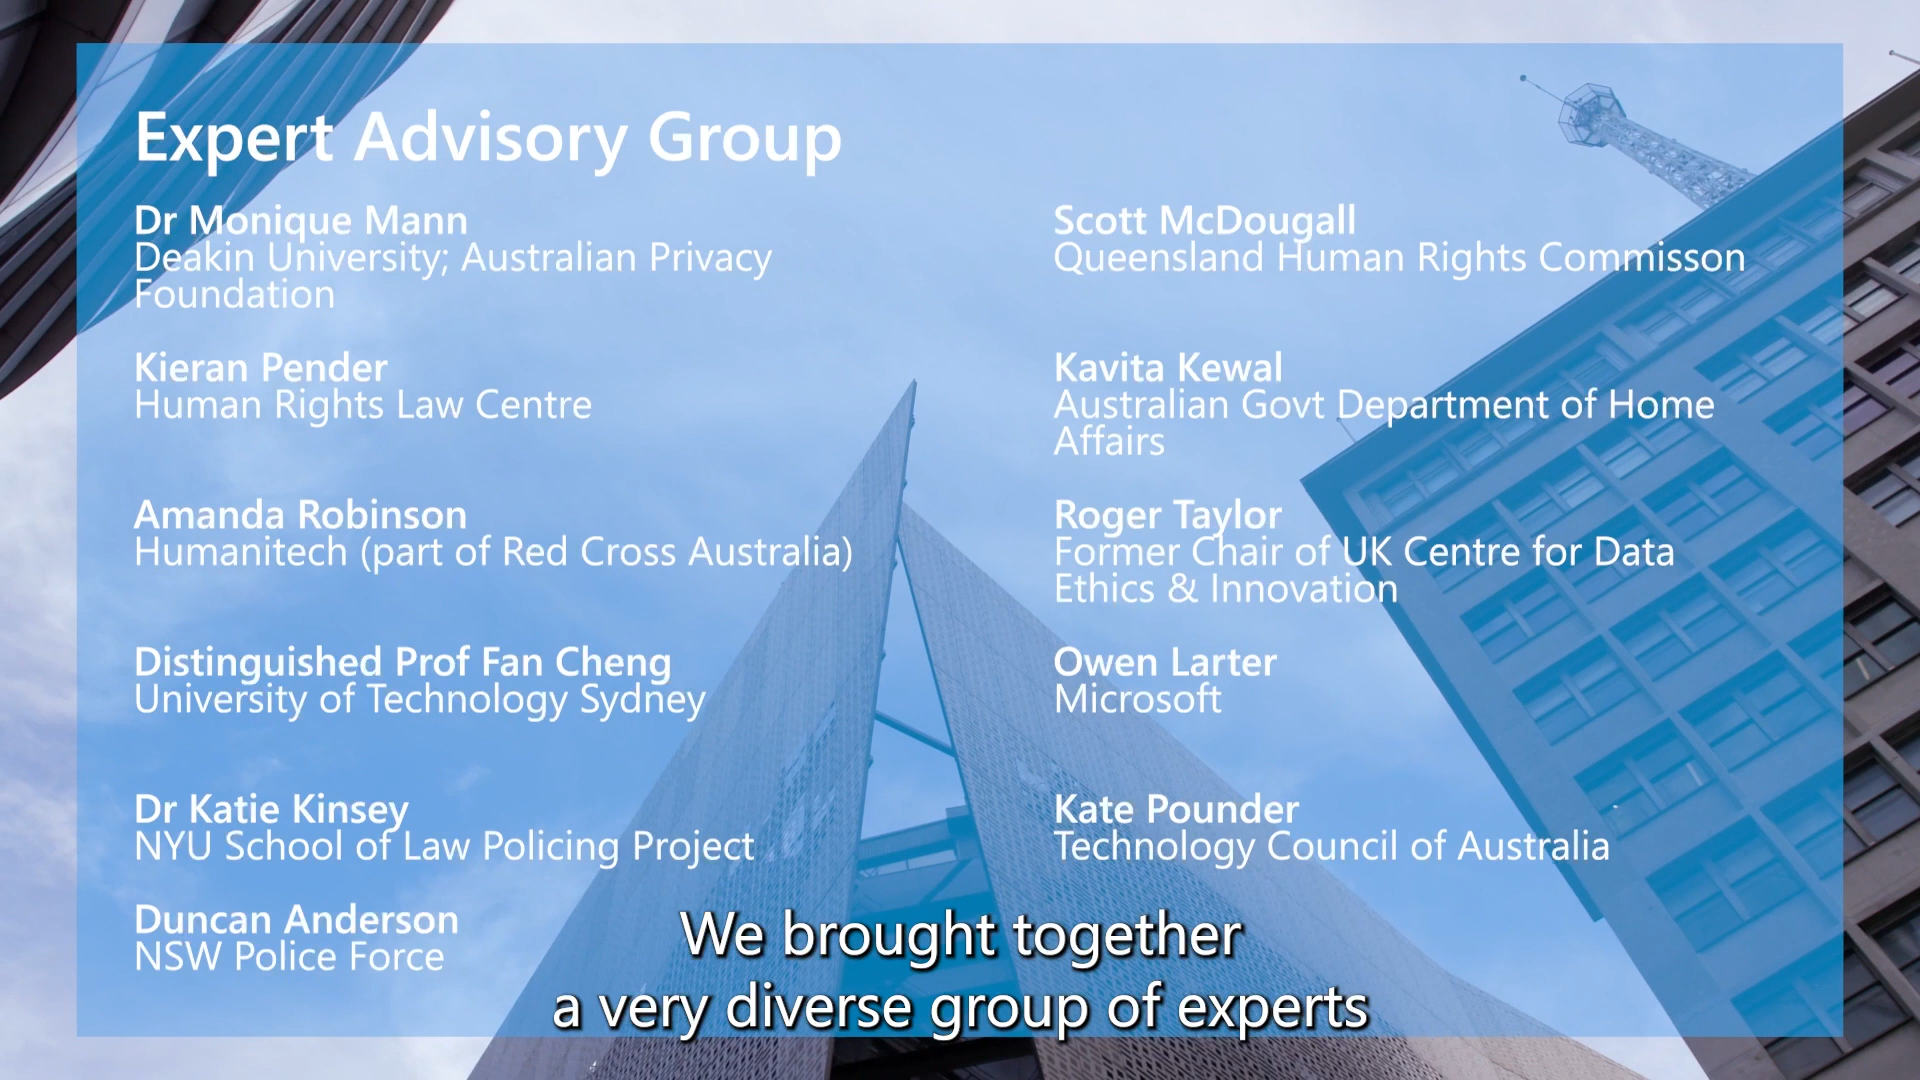 Expert Advisory Group
Dr Monique Mann
Deakin University; Australian Privacy
Foundation
Kieran Pender
Human Rights Law Centre
Amanda Robinson
Humanitech (part of Red Cross Australia)
Distinguished Prof Fan Cheng
University of Technology Sydney
Dr Katie Kinsey
NYU School of Law Policing Project
Duncan Anderson
NSW Police Force
Scott McDougall
Queensland Human Rights Commisson
Kavita Kewal
Australian Govt Department of Home
Affairs
Roger Taylor
Former Chair of UK Centre for Data
Ethics & Innovation
Owen Larter
Microsoft
Kate Pounder
Technology Council of Australia
We brought together
a very diverse group of experts